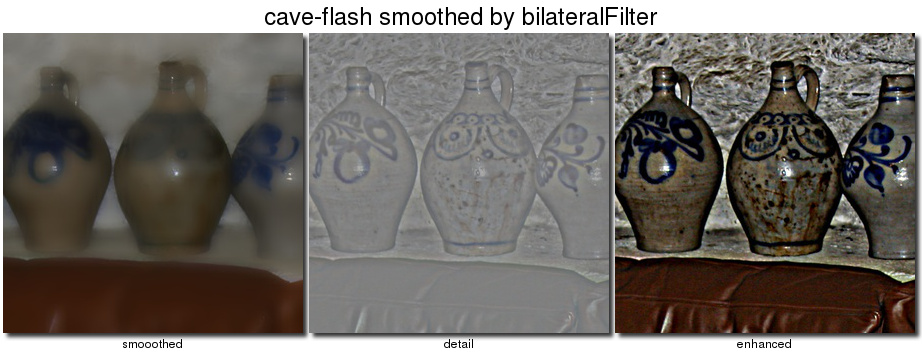 cave-flash smoothed by bilateralFilter
smooothed
detail
enhanced